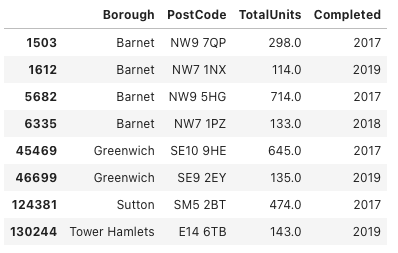 Borough PostCode TotalUnits Completed
1503 Barnet NW9 7QP 298.0 2017
1612 Barnet NW7 1NX 114.0 2019
5682 Barnet NW9 5HG 714.0 2017
6335 Barnet NW7 1PZ 133.0 2018
45469 Greenwich SE10 9HE 645.0 2017
46699 Greenwich SE9 2EY 135.0 2019
124381 Sutton SM5 2BT 474.0 2017
130244 Tower Hamlets E14 6TB 143.0 2019